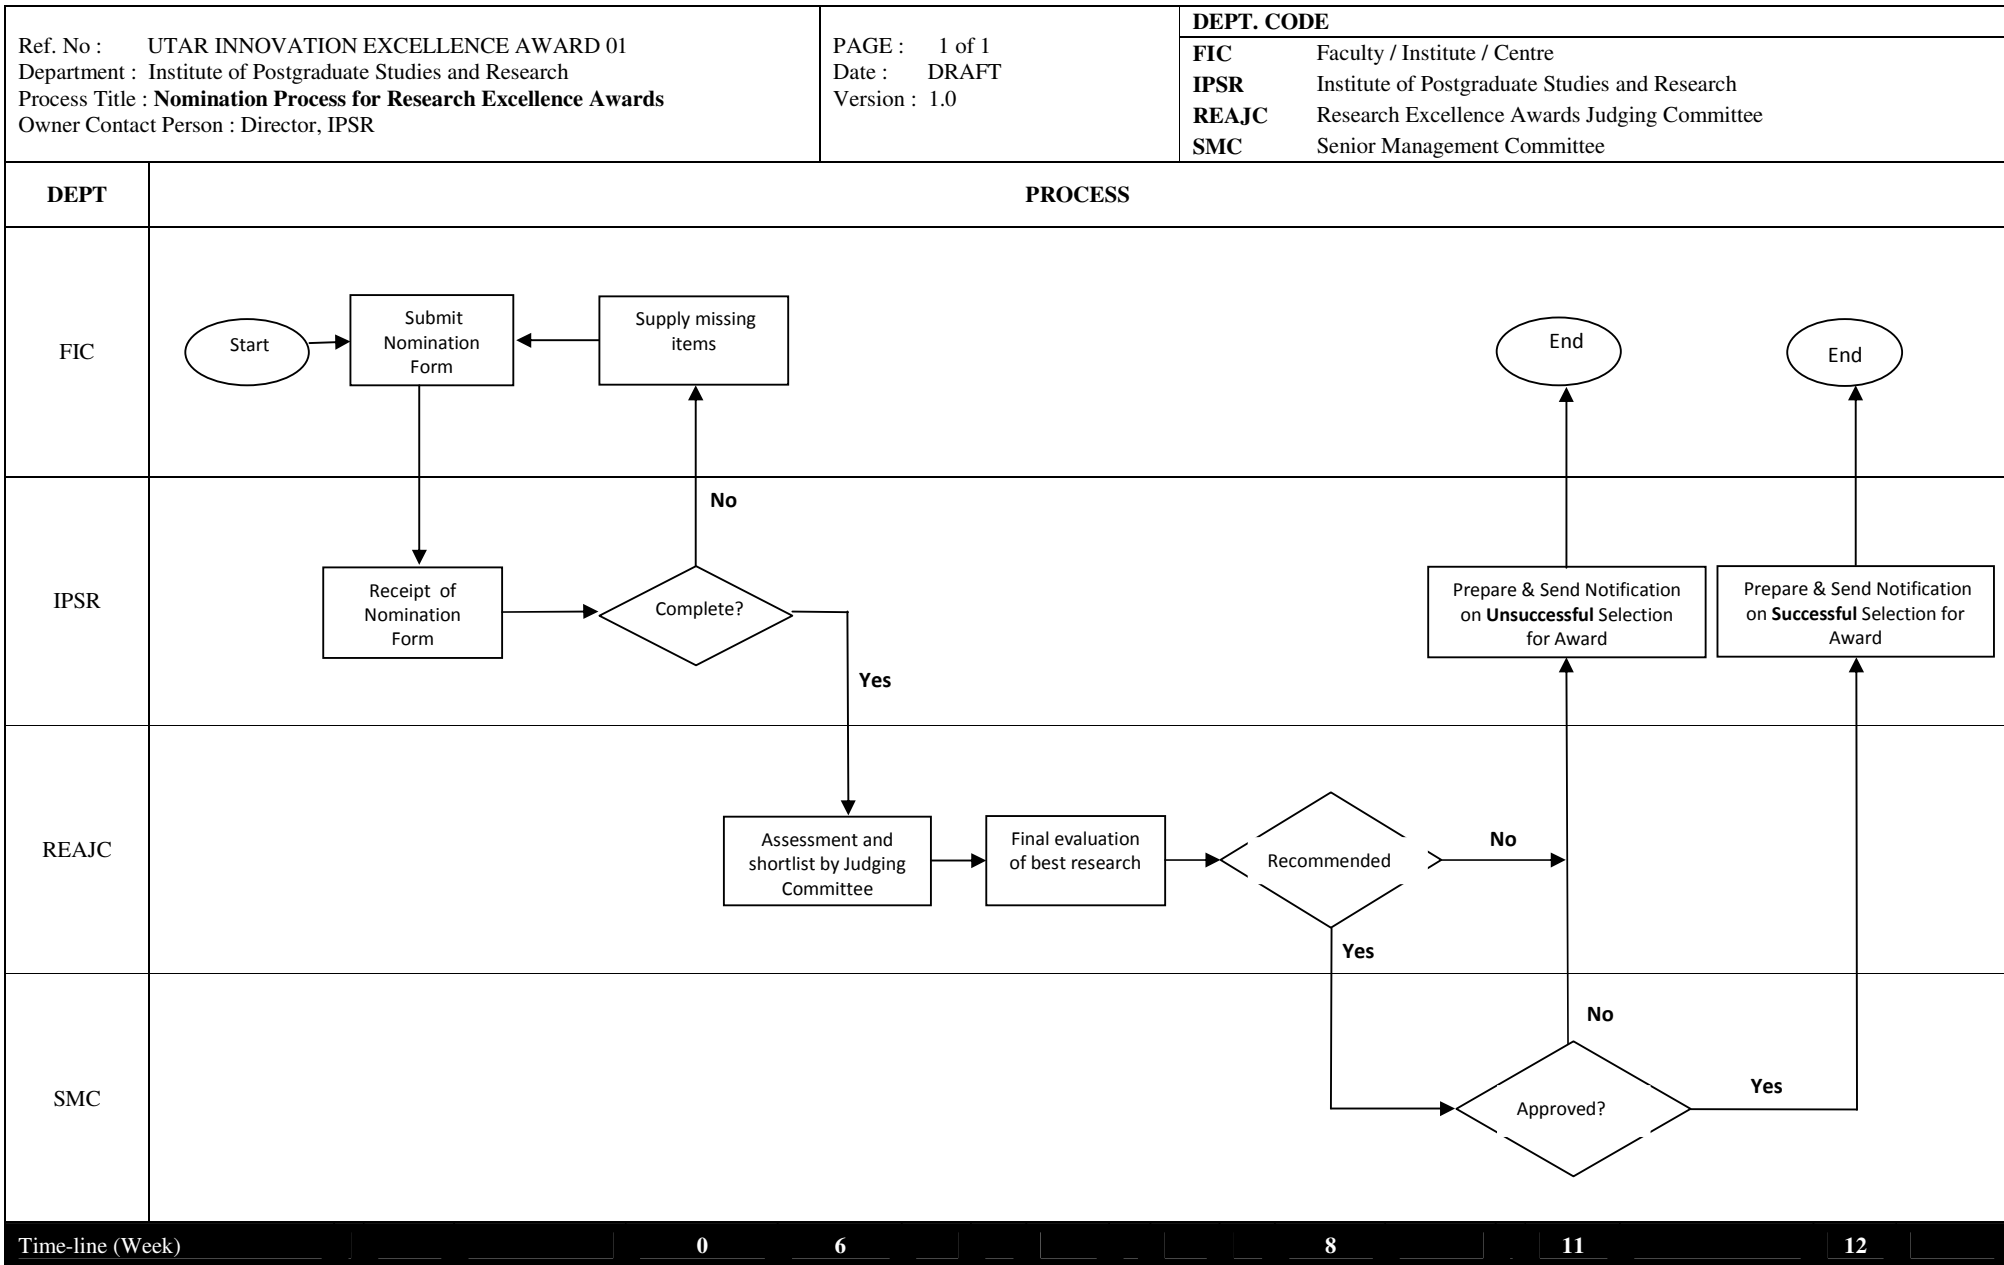 Ref. No : UTAR INNOVATION EXCELLENCE AWARD 01
Department : Institute of Postgraduate Studies and Research
Process Title : Nomination Process for Research Excellence Awards
Owner Contact Person : Director, IPSR
PAGE : 1 of 1
Date : DRAFT
Version : 1.0
DEPT. CODE
FIC Faculty / Institute / Centre
IPSR Institute of Postgraduate Studies and Research
REAJC Research Excellence Awards Judging Committee
SMC Senior Management Committee
DEPT
PROCESS
FIC
Start
Submit
Nomination
Form
Supply missing
items
End
End
IPSR
Receipt of
Nomination
Form
Complete?
No
Yes
Prepare & Send Notification
on Unsuccessful Selection
for Award
Prepare & Send Notification
on Successful Selection for
Award
REAJC
Assessment and
shortlist by Judging
Committee
Final evaluation
of best research
Recommended
No
Yes
SMC
Approved?
No
Yes
Time-line (Week) 0 6 8 11 12